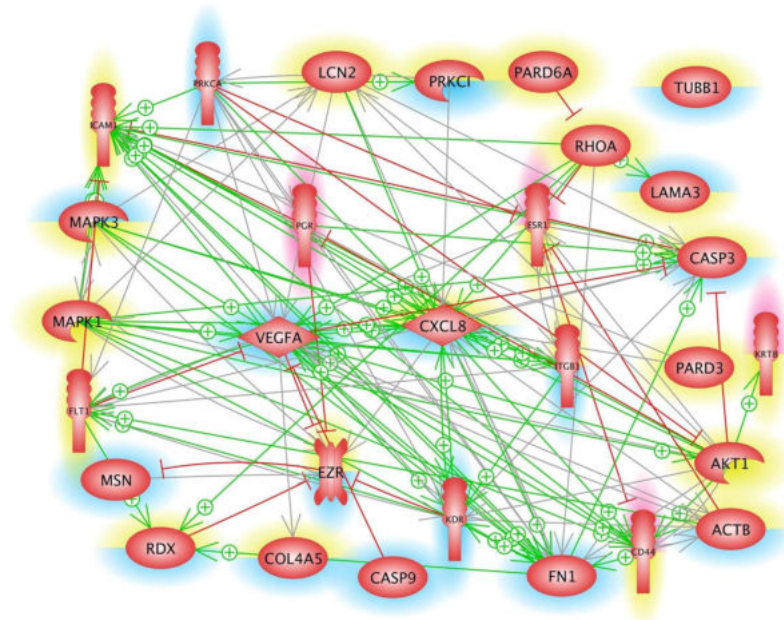 PRKCA
LCN2
PRKCI
PARD6A
TUBB1
ICAM1
RHOA
LAMA3
MAPK3
PGR
ESR1
CASP3
MAPK1
VEGFA
CXCL8
ITGB1
KRT8
PARD3
FLT1
MSN
EZR
AKT1
KDR
ACTB
RDX
COL4A5
CASP9
FN1
CD44